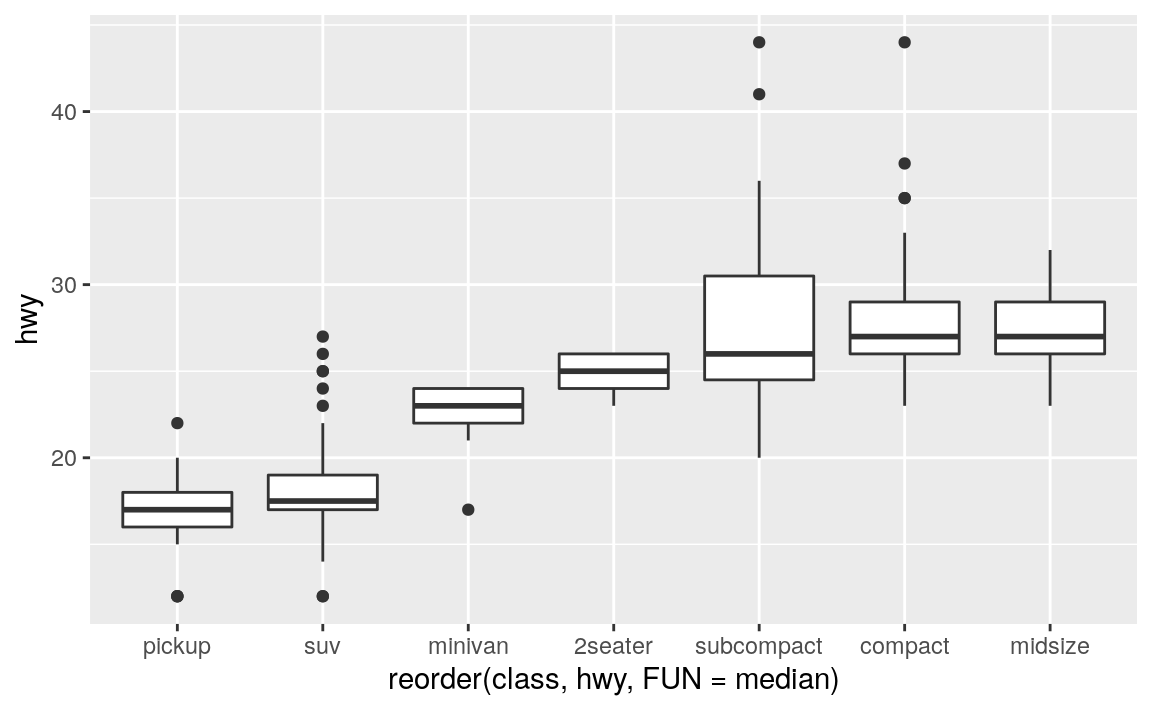 hwy
40
30
20
pickup suv minivan 2seater subcompact compact midsize
reorder(class, hwy, FUN = median)